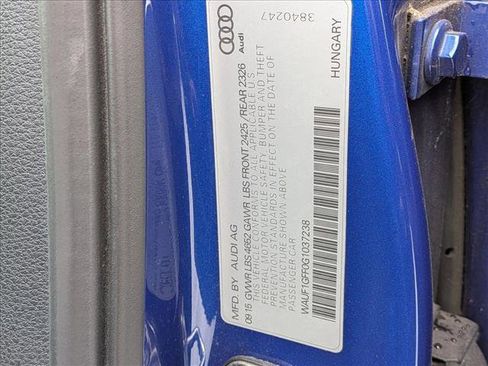 3840247
Audi
HUNGARY
MFD. BY AUDI AG
09 15 GVWR LBS 4662 GAWR LBS FRONT 2425 /REAR 2326
THIS VEHICLE CONFORMS TO ALL APPLICABLE U.S.
FEDERAL MOTOR VEHICLE SAFETY, BUMPER AND THEFT
PREVENTION STANDARDS IN EFFECT ON THE DATE OF
MANUFACTURE SHOWN ABOVE.
PASSENGER CAR
WAUF1GFF0G1037238